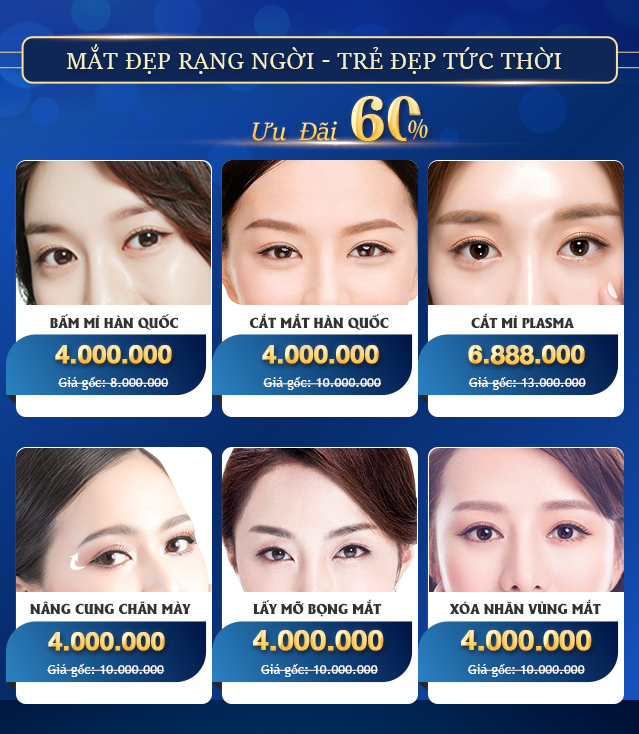 MẮT ĐẸP RẠNG NGỜI - TRẺ ĐẸP TỨC THỜI
Ưu Đãi 60%
BẤM MÍ HÀN QUỐC
4.000.000
Giá gốc: 8.000.000
CẮT MẮT HÀN QUỐC
4.000.000
Giá gốc: 10.000.000
CẮT MÍ PLASMA
6.888.000
Giá gốc: 13.000.000
NÂNG CUNG CHÂN MÀY
4.000.000
Giá gốc: 10.000.000
LẤY MỠ BỌNG MẮT
4.000.000
Giá gốc: 10.000.000
XÓA NHĂN VÙNG MẮT
4.000.000
Giá gốc: 10.000.000